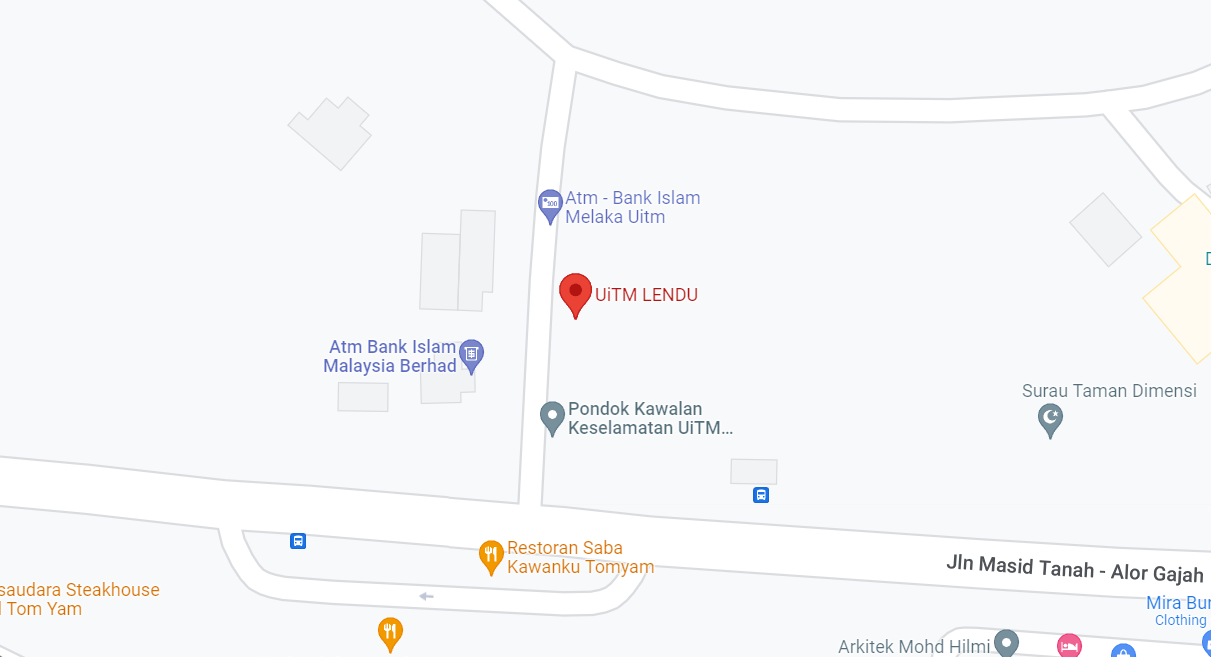 Atm - Bank Islam
Melaka Uitm
UiTM LENDU
Atm Bank Islam
Malaysia Berhad
Surau Taman Dimensi
Pondok Kawalan
Keselamatan UiTM...
Restoran Saba
Kawanku Tomyam
Jln Masid Tanah - Alor Gajah
saudara Steakhouse
Tom Yam
Mira Bur
Clothing
Arkitek Mohd Hilmi